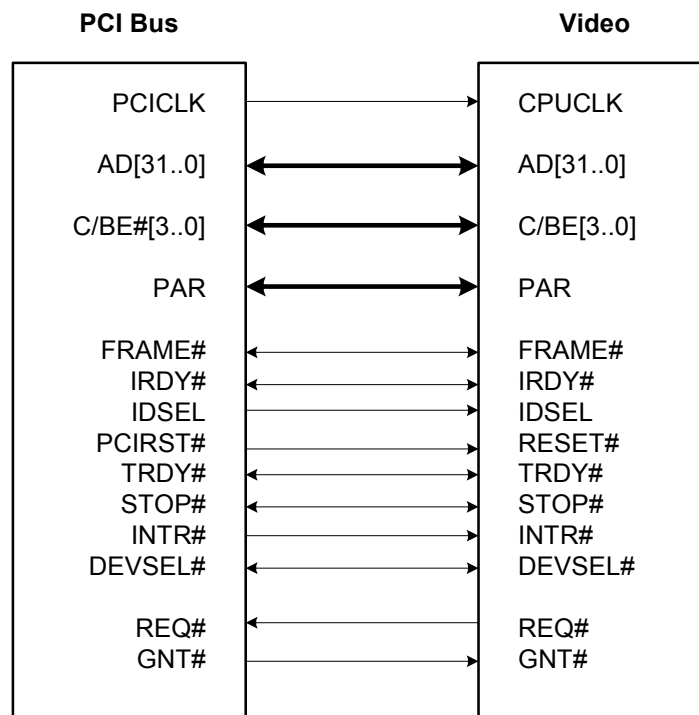 PCI Bus Video
PCICLK CPUCLK
AD[31..0] AD[31..0]
C/BE#[3..0] C/BE[3..0]
PAR PAR
FRAME# FRAME#
IRDY# IRDY#
IDSEL IDSEL
PCIRST# RESET#
TRDY# TRDY#
STOP# STOP#
INTR# INTR#
DEVSEL# DEVSEL#
REQ# REQ#
GNT# GNT#